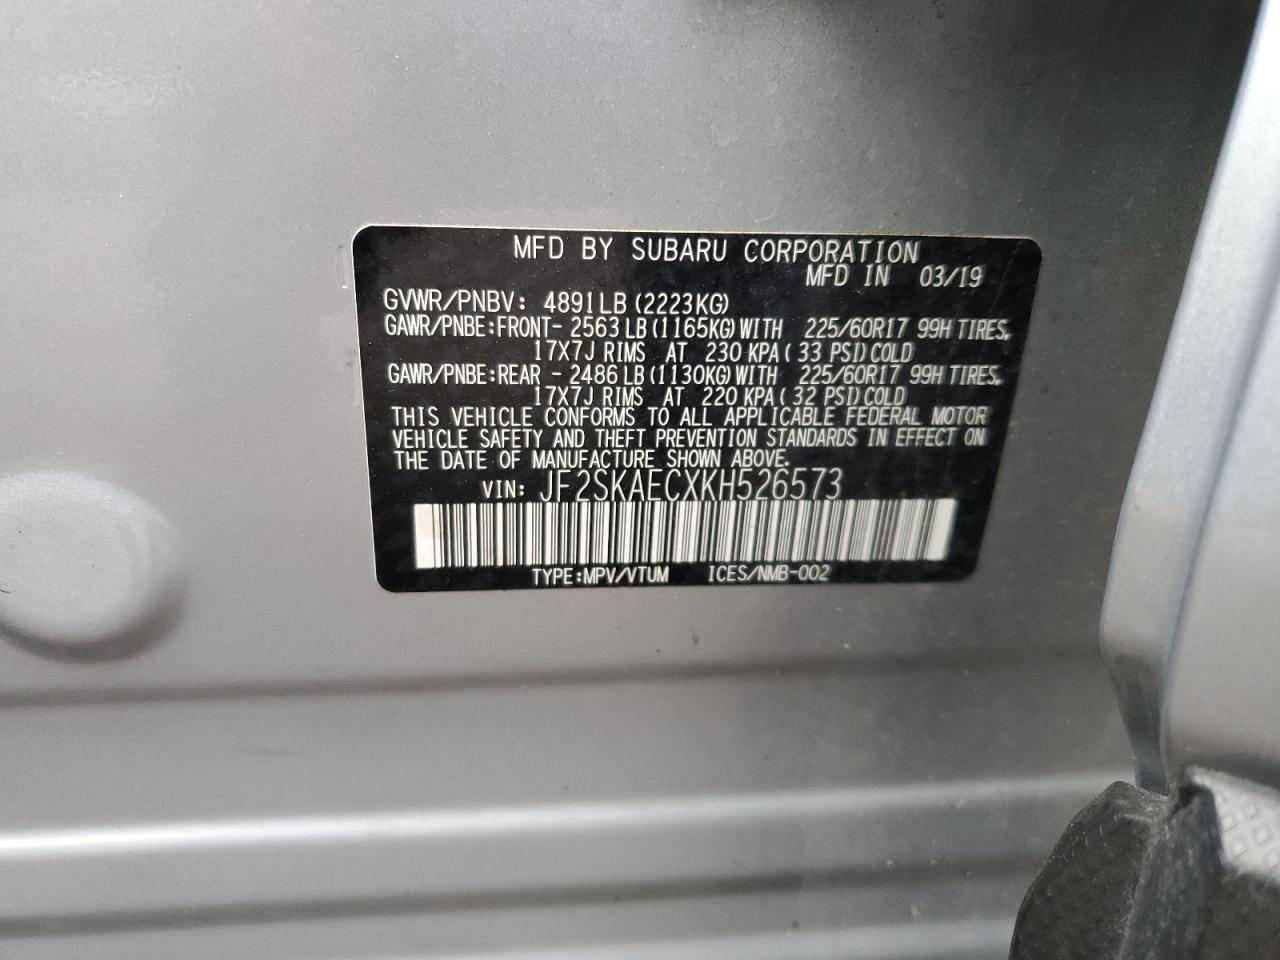 MFD BY SUBARU CORPORATION
MFD IN 03/19
GVWR/PNBV: 4891LB (2223KG)
GAWR/PNBE:FRONT- 2563 LB (1165KG) WITH 225/60R17 99H TIRES,
17X7J RIMS AT 230 KPA ( 33 PSI) COLD
GAWR/PNBE:REAR - 2486 LB (1130KG) WITH 225/60R17 99H TIRES,
17X7J RIMS AT 220 KPA ( 32 PSI) COLD
THIS VEHICLE CONFORMS TO ALL APPLICABLE FEDERAL MOTOR
VEHICLE SAFETY AND THEFT PREVENTION STANDARDS IN EFFECT ON
THE DATE OF MANUFACTURE SHOWN ABOVE.
VIN: JF2SKAECXKH526573
TYPE:MPV/VTUM ICES/NMB-002